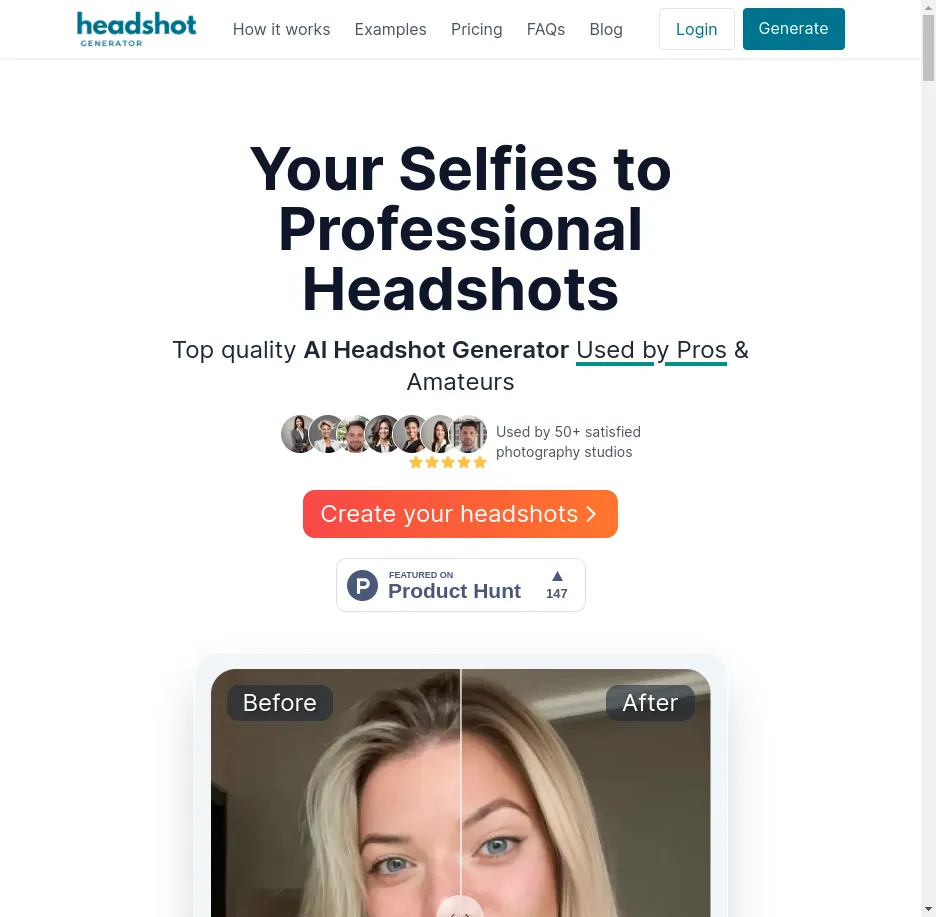 headshot
GENERATOR
How it works Examples Pricing FAQs Blog Login Generate
Your Selfies to
Professional
Headshots
Top quality AI Headshot Generator Used by Pros &
Amateurs
Used by 50+ satisfied
photography studios
Create your headshots
P FEATURED ON
Product Hunt
147
Before After